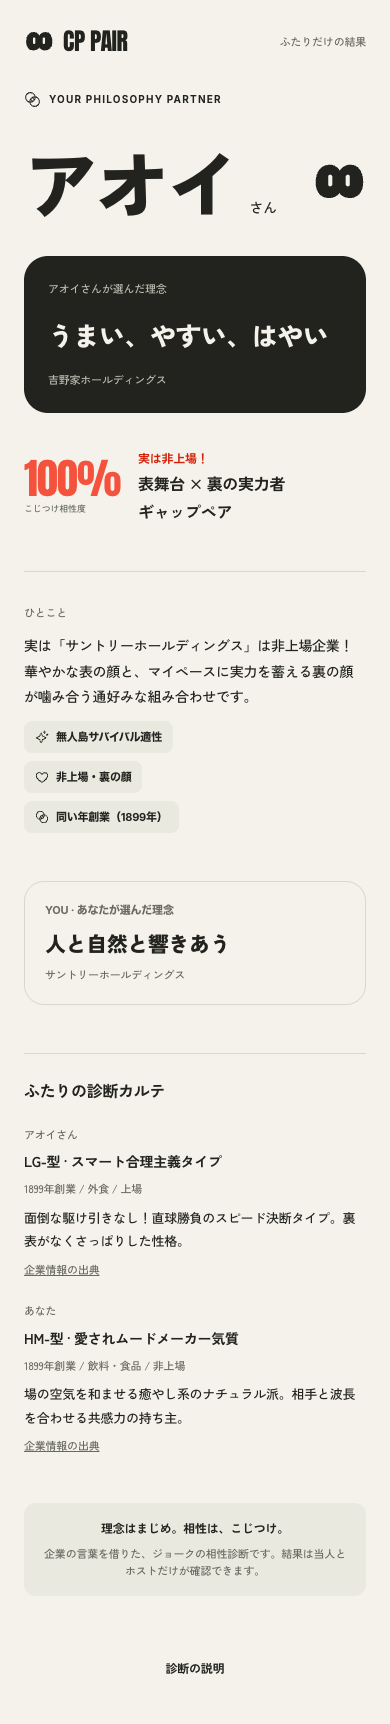 CP PAIR
ふたりだけの結果
YOUR PHILOSOPHY PARTNER
アオイ さん
アオイさんが選んだ理念
うまい、やすい、はやい
吉野家ホールディングス
100%
こじつけ相性度
実は非上場！
表舞台 × 裏の実力者
ギャップペア
ひとこと
実は「サントリーホールディングス」は非上場企業！
華やかな表の顔と、マイペースに実力を蓄える裏の顔
が噛み合う通好みな組み合わせです。
無人島サバイバル適性
非上場・裏の顔
同い年創業（1899年）
YOU · あなたが選んだ理念
人と自然と響きあう
サントリーホールディングス
ふたりの診断カルテ
アオイさん
LG-型 · スマート合理主義タイプ
1899年創業 / 外食 / 上場
面倒な駆け引きなし！直球勝負のスピード決断タイプ。裏
表がなくさっぱりした性格。
企業情報の出典
あなた
HM-型 · 愛されムードメーカー気質
1899年創業 / 飲料・食品 / 非上場
場の空気を和ませる癒やし系のナチュラル派。相手と波長
を合わせる共感力の持ち主。
企業情報の出典
理念はまじめ。相性は、こじつけ。
企業の言葉を借りた、ジョークの相性診断です。結果は当人と
ホストだけが確認できます。
診断の説明